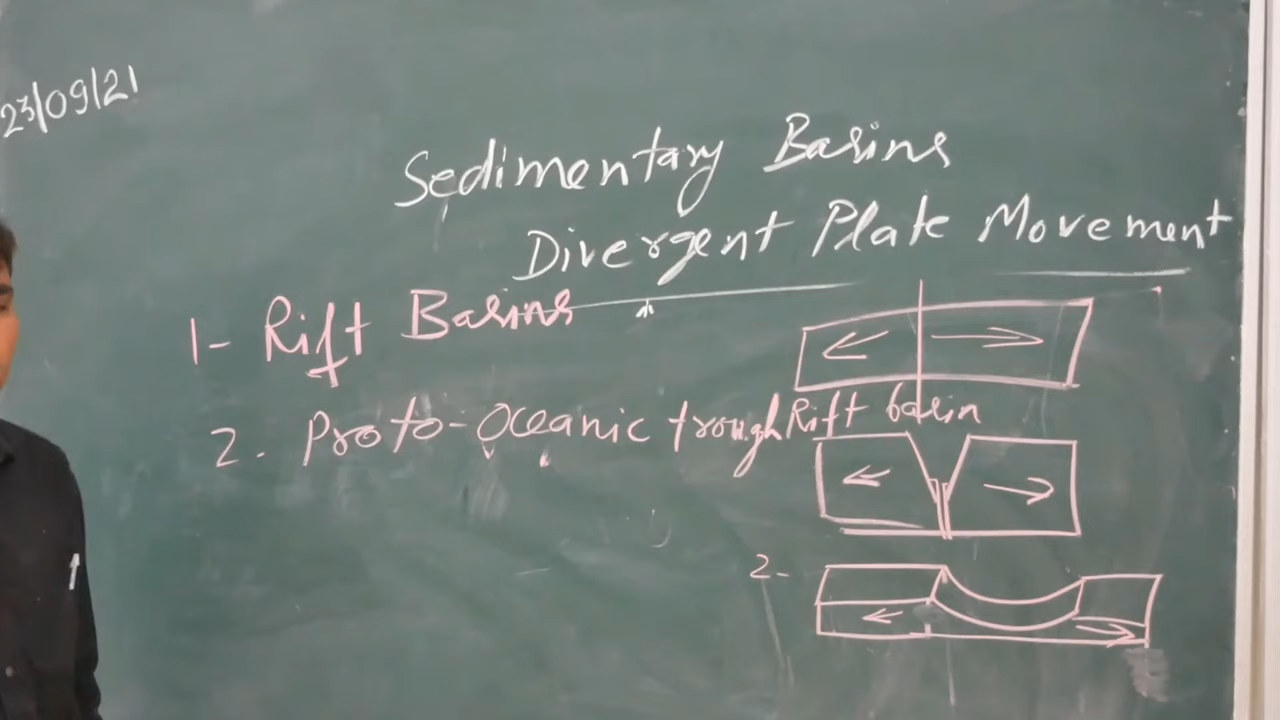 23/09/21
Sedimentary Basins
Divergent Plate Movement
1- Rift Basins
2. Proto-Oceanic trough
Rift basin
2-